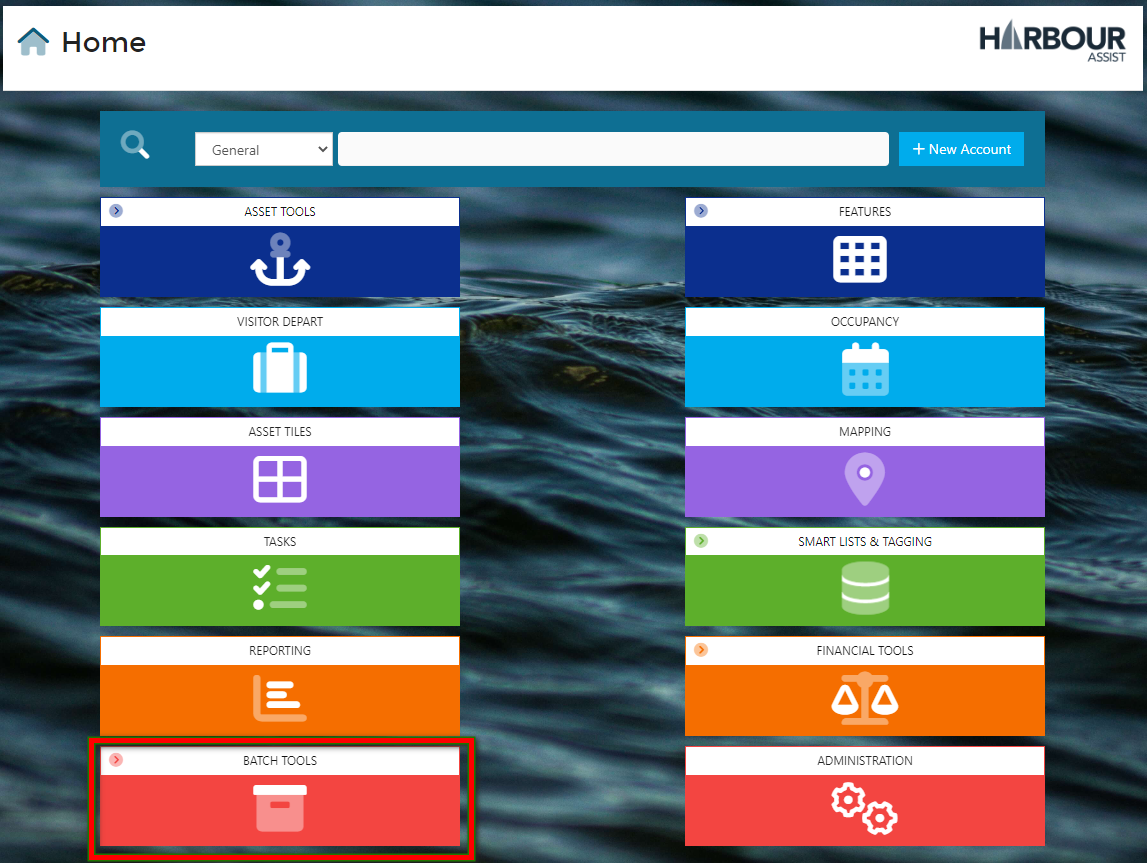 Home
HARBOUR
ASSIST
General
+ New Account
ASSET TOOLS
FEATURES
VISITOR DEPART
OCCUPANCY
ASSET TILES
MAPPING
TASKS
SMART LISTS & TAGGING
REPORTING
FINANCIAL TOOLS
BATCH TOOLS
ADMINISTRATION